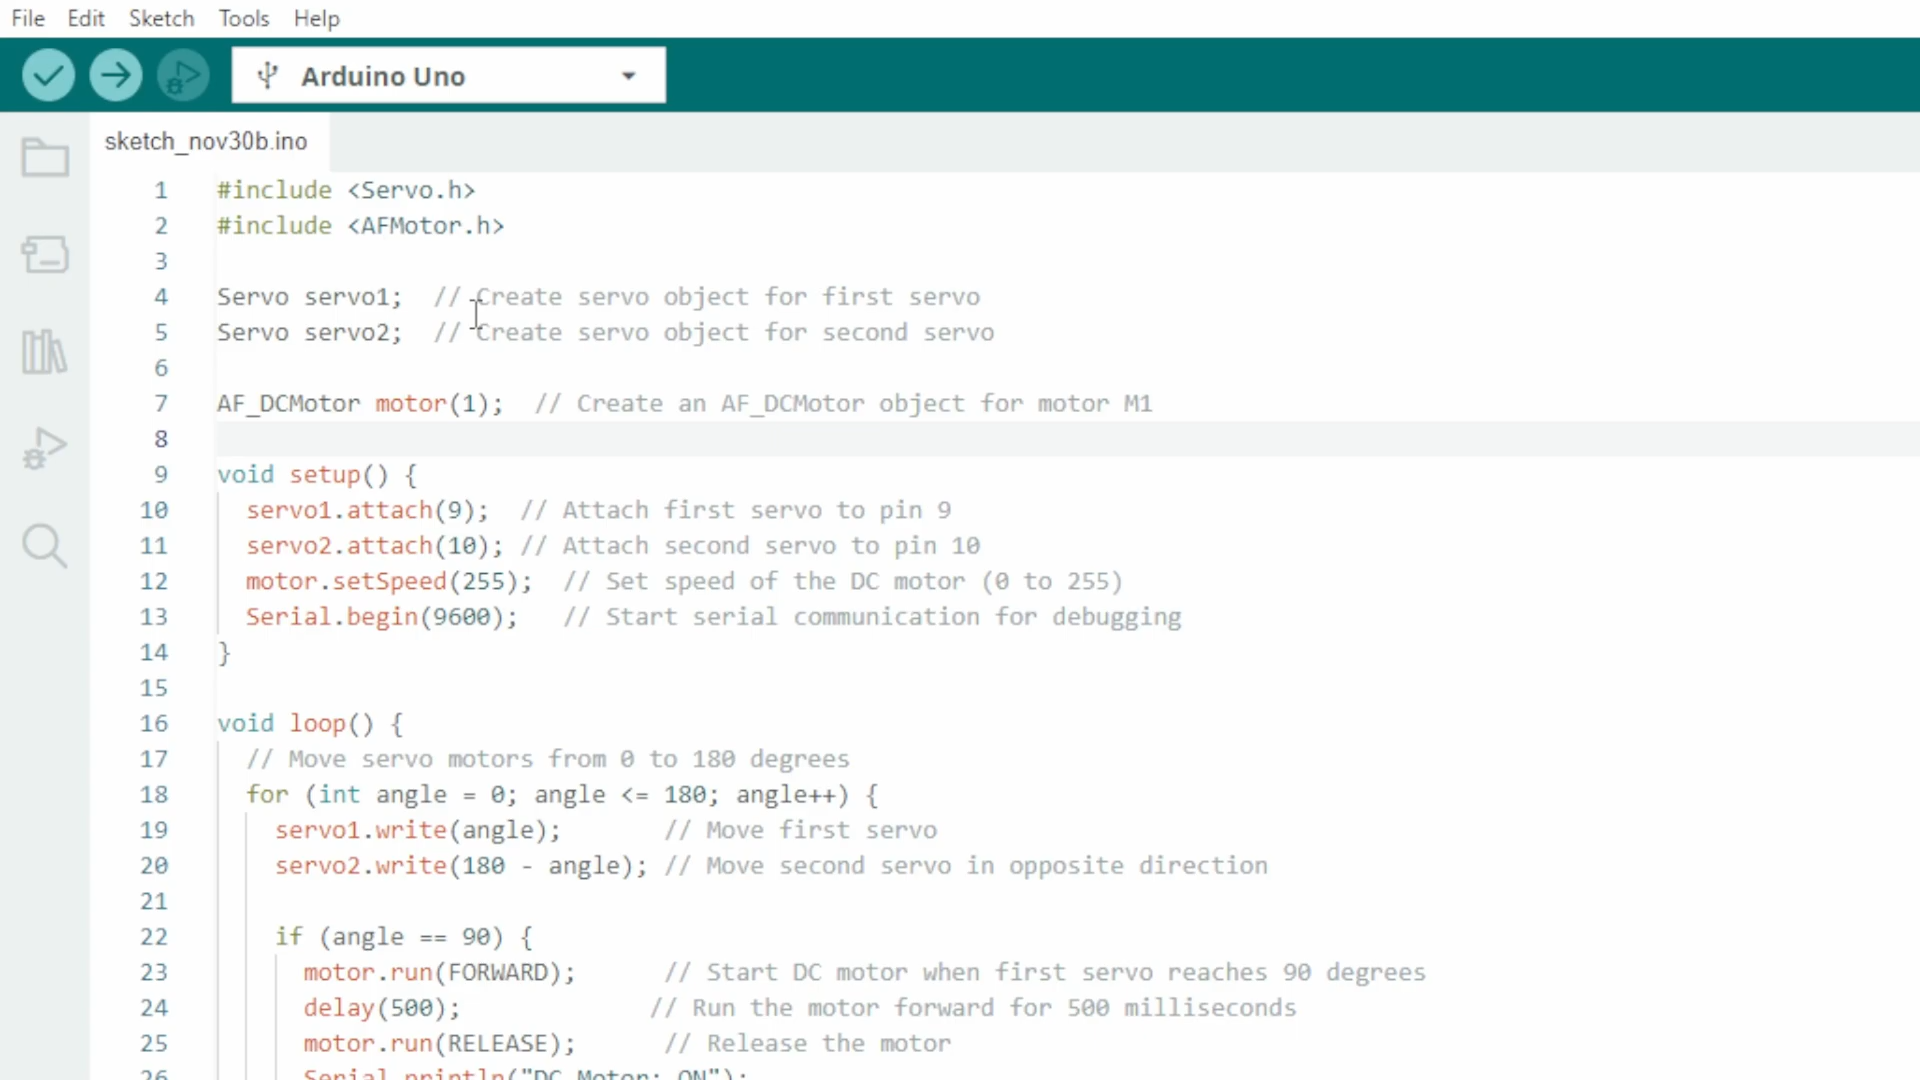 File Edit Sketch Tools Help
Arduino Uno
sketch_nov30b.ino
1 #include <Servo.h>
2 #include <AFMotor.h>
3
4 Servo servo1;  // Create servo object for first servo
5 Servo servo2;  // Create servo object for second servo
6
7 AF_DCMotor motor(1);  // Create an AF_DCMotor object for motor M1
8
9 void setup() {
10   servo1.attach(9);  // Attach first servo to pin 9
11   servo2.attach(10); // Attach second servo to pin 10
12   motor.setSpeed(255);  // Set speed of the DC motor (0 to 255)
13   Serial.begin(9600);   // Start serial communication for debugging
14 }
15
16 void loop() {
17   // Move servo motors from 0 to 180 degrees
18   for (int angle = 0; angle <= 180; angle++) {
19     servo1.write(angle);       // Move first servo
20     servo2.write(180 - angle); // Move second servo in opposite direction
21
22     if (angle == 90) {
23       motor.run(FORWARD);      // Start DC motor when first servo reaches 90 degrees
24       delay(500);             // Run the motor forward for 500 milliseconds
25       motor.run(RELEASE);      // Release the motor
26       Serial.println("DC Motor: ON");